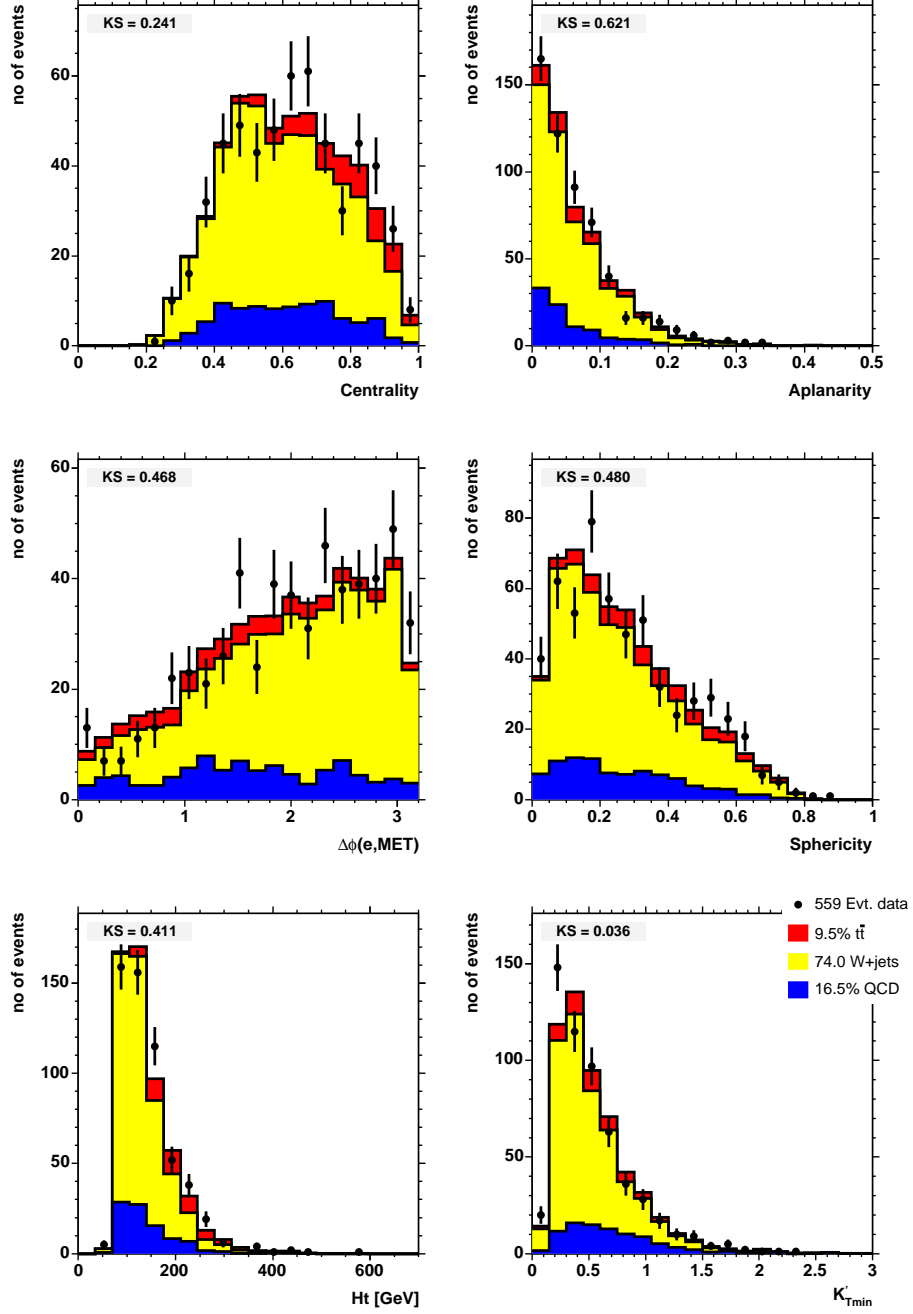 no of events
KS = 0.241
60
40
20
0
0 0.2 0.4 0.6 0.8 1
Centrality
no of events
KS = 0.621
150
100
50
0
0 0.1 0.2 0.3 0.4 0.5
Aplanarity
no of events
KS = 0.468
60
40
20
0
0 1 2 3
Δϕ(e,MET)
no of events
KS = 0.480
80
60
40
20
0
0 0.2 0.4 0.6 0.8 1
Sphericity
no of events
KS = 0.411
150
100
50
0
0 200 400 600
Ht [GeV]
no of events
KS = 0.036
150
100
50
0
0 0.5 1 1.5 2 2.5 3
K'Tmin
559 Evt. data
9.5% tt̄
74.0 W+jets
16.5% QCD